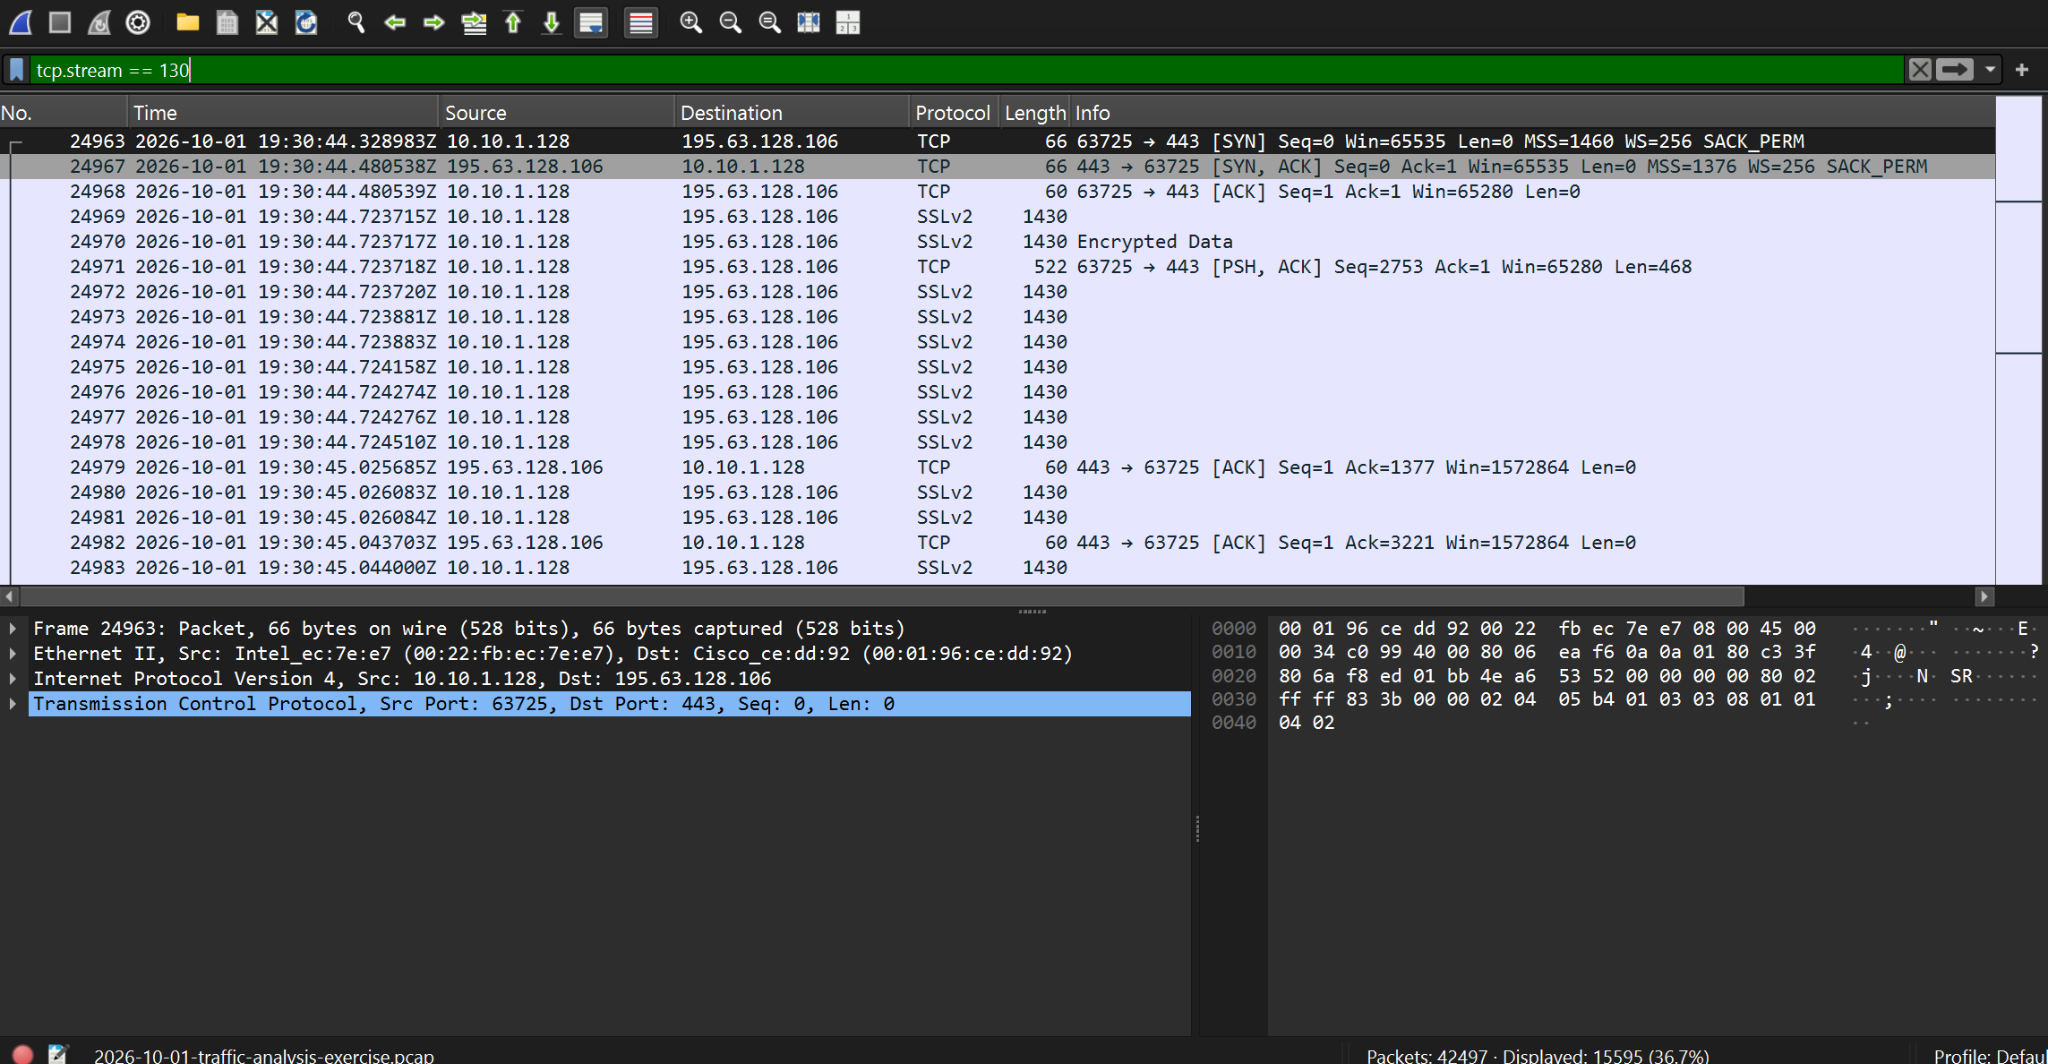 tcp.stream == 130
No. Time Source Destination Protocol Length Info
24963 2026-10-01 19:30:44.328983Z 10.10.1.128 195.63.128.106 TCP 66 63725 → 443 [SYN] Seq=0 Win=65535 Len=0 MSS=1460 WS=256 SACK_PERM
24967 2026-10-01 19:30:44.480538Z 195.63.128.106 10.10.1.128 TCP 66 443 → 63725 [SYN, ACK] Seq=0 Ack=1 Win=65535 Len=0 MSS=1376 WS=256 SACK_PERM
24968 2026-10-01 19:30:44.480539Z 10.10.1.128 195.63.128.106 TCP 60 63725 → 443 [ACK] Seq=1 Ack=1 Win=65280 Len=0
24969 2026-10-01 19:30:44.723715Z 10.10.1.128 195.63.128.106 SSLv2 1430
24970 2026-10-01 19:30:44.723717Z 10.10.1.128 195.63.128.106 SSLv2 1430 Encrypted Data
24971 2026-10-01 19:30:44.723718Z 10.10.1.128 195.63.128.106 TCP 522 63725 → 443 [PSH, ACK] Seq=2753 Ack=1 Win=65280 Len=468
24972 2026-10-01 19:30:44.723720Z 10.10.1.128 195.63.128.106 SSLv2 1430
24973 2026-10-01 19:30:44.723881Z 10.10.1.128 195.63.128.106 SSLv2 1430
24974 2026-10-01 19:30:44.723883Z 10.10.1.128 195.63.128.106 SSLv2 1430
24975 2026-10-01 19:30:44.724158Z 10.10.1.128 195.63.128.106 SSLv2 1430
24976 2026-10-01 19:30:44.724274Z 10.10.1.128 195.63.128.106 SSLv2 1430
24977 2026-10-01 19:30:44.724276Z 10.10.1.128 195.63.128.106 SSLv2 1430
24978 2026-10-01 19:30:44.724510Z 10.10.1.128 195.63.128.106 SSLv2 1430
24979 2026-10-01 19:30:45.025685Z 195.63.128.106 10.10.1.128 TCP 60 443 → 63725 [ACK] Seq=1 Ack=1377 Win=1572864 Len=0
24980 2026-10-01 19:30:45.026083Z 10.10.1.128 195.63.128.106 SSLv2 1430
24981 2026-10-01 19:30:45.026084Z 10.10.1.128 195.63.128.106 SSLv2 1430
24982 2026-10-01 19:30:45.043703Z 195.63.128.106 10.10.1.128 TCP 60 443 → 63725 [ACK] Seq=1 Ack=3221 Win=1572864 Len=0
24983 2026-10-01 19:30:45.044000Z 10.10.1.128 195.63.128.106 SSLv2 1430
Frame 24963: Packet, 66 bytes on wire (528 bits), 66 bytes captured (528 bits)
Ethernet II, Src: Intel_ec:7e:e7 (00:22:fb:ec:7e:e7), Dst: Cisco_ce:dd:92 (00:01:96:ce:dd:92)
Internet Protocol Version 4, Src: 10.10.1.128, Dst: 195.63.128.106
Transmission Control Protocol, Src Port: 63725, Dst Port: 443, Seq: 0, Len: 0
0000 00 01 96 ce dd 92 00 22 fb ec 7e e7 08 00 45 00 ·······" ··~···E·
0010 00 34 c0 99 40 00 80 06 ea f6 0a 0a 01 80 c3 3f ·4··@··· ·······?
0020 80 6a f8 ed 01 bb 4e a6 53 52 00 00 00 00 80 02 ·j····N· SR······
0030 ff ff 83 3b 00 00 02 04 05 b4 01 03 03 08 01 01 ···;···· ········
0040 04 02 ··
2026-10-01-traffic-analysis-exercise.pcap
Packets: 42497 · Displayed: 15595 (36.7%)
Profile: Defau